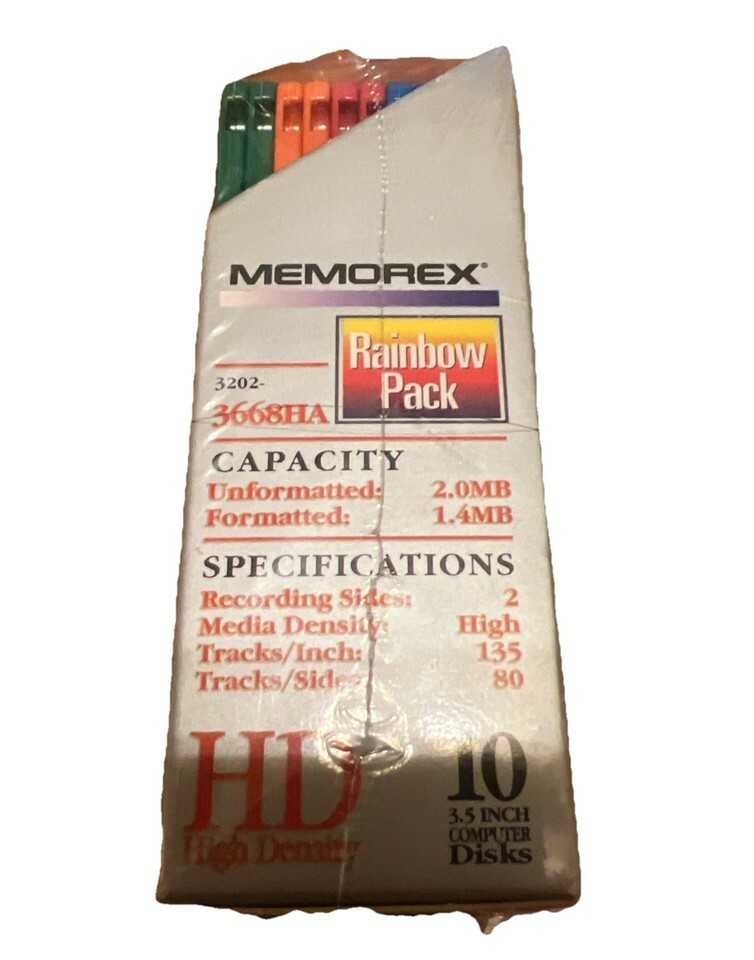 MEMOREX®
Rainbow
Pack
3202-
3668HA
CAPACITY
Unformatted: 2.0MB
Formatted: 1.4MB
SPECIFICATIONS
Recording Sides: 2
Media Density: High
Tracks/Inch: 135
Tracks/Side: 80
HD
High Density
10
3.5 INCH
COMPUTER
Disks